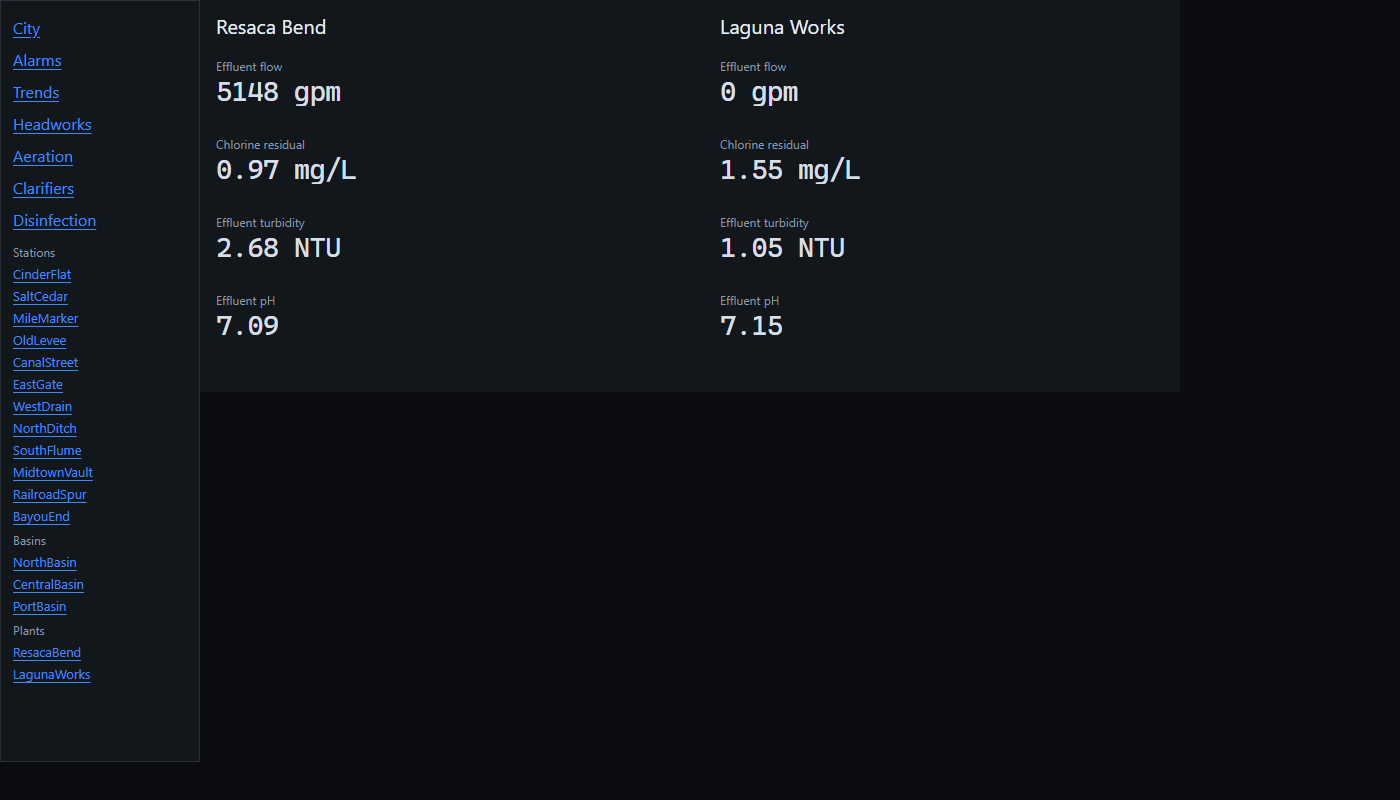 City
Alarms
Trends
Headworks
Aeration
Clarifiers
Disinfection
Stations
CinderFlat
SaltCedar
MileMarker
OldLevee
CanalStreet
EastGate
WestDrain
NorthDitch
SouthFlume
MidtownVault
RailroadSpur
BayouEnd
Basins
NorthBasin
CentralBasin
PortBasin
Plants
ResacaBend
LagunaWorks
Resaca Bend
Effluent flow
5148 gpm
Chlorine residual
0.97 mg/L
Effluent turbidity
2.68 NTU
Effluent pH
7.09
Laguna Works
Effluent flow
0 gpm
Chlorine residual
1.55 mg/L
Effluent turbidity
1.05 NTU
Effluent pH
7.15